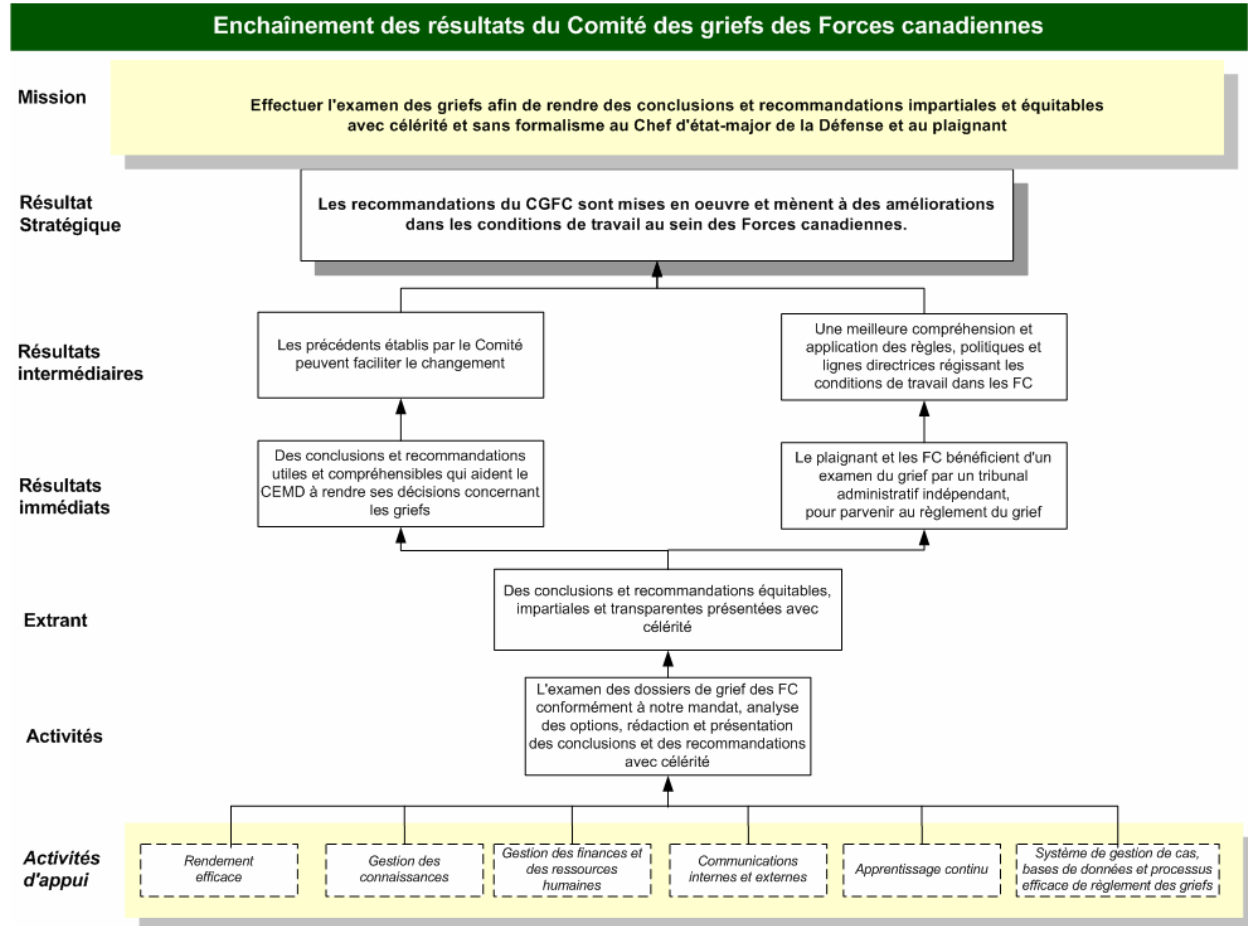 Enchaînement des résultats du Comité des griefs des Forces canadiennes
Mission
Effectuer l'examen des griefs afin de rendre des conclusions et recommandations impartiales et équitables
avec célérité et sans formalisme au Chef d'état-major de la Défense et au plaignant
Résultat
Stratégique
Les recommandations du CGFC sont mises en oeuvre et mènent à des améliorations
dans les conditions de travail au sein des Forces canadiennes.
Résultats
intermédiaires
Les précédents établis par le Comité
peuvent faciliter le changement
Une meilleure compréhension et
application des règles, politiques et
lignes directrices régissant les
conditions de travail dans les FC
Résultats
immédiats
Des conclusions et recommandations
utiles et compréhensibles qui aident le
CEMD à rendre ses décisions concernant
les griefs
Le plaignant et les FC bénéficient d'un
examen du grief par un tribunal
administratif indépendant,
pour parvenir au règlement du grief
Extrant
Des conclusions et recommandations équitables,
impartiales et transparentes présentées avec
célérité
Activités
L'examen des dossiers de grief des FC
conformément à notre mandat, analyse
des options, rédaction et présentation
des conclusions et des recommandations
avec célérité
Activités
d'appui
Rendement
efficace
Gestion des
connaissances
Gestion des finances et
des ressources
humaines
Communications
internes et externes
Apprentissage continu
Système de gestion de cas,
bases de données et processus
efficace de règlement des griefs